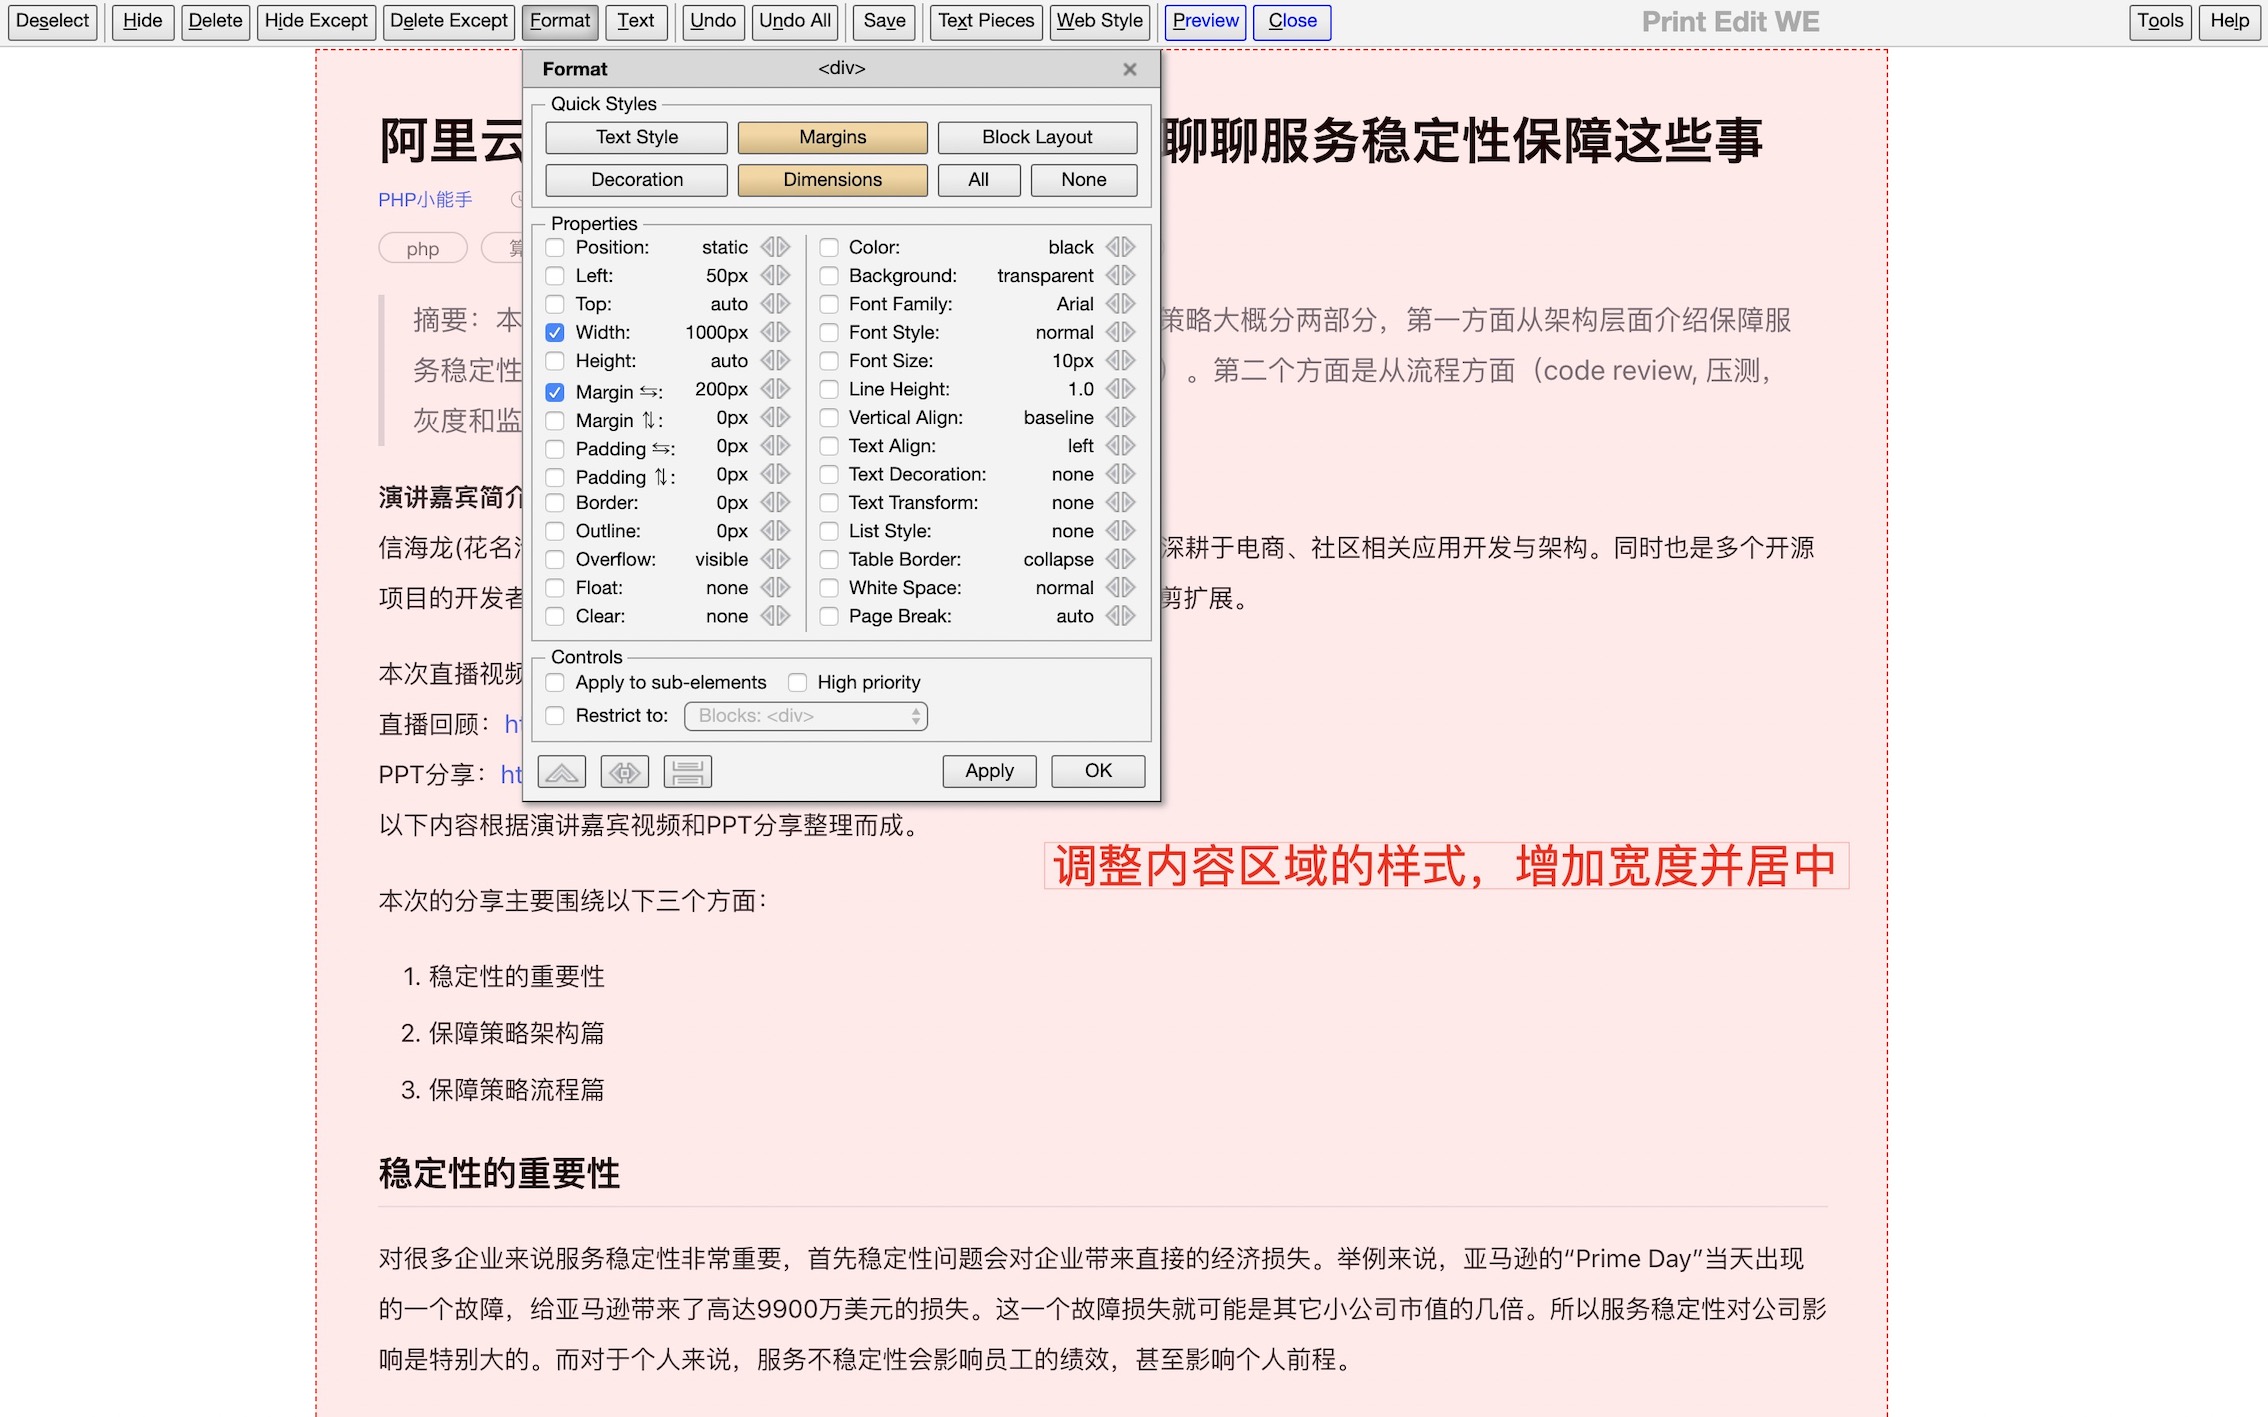 Deselect Hide Delete Hide Except Delete Except Format Text Undo Undo All Save Text Pieces Web Style Preview Close Print Edit WE Tools Help
Format <div>
Quick Styles
Text Style Margins Block Layout
Decoration Dimensions All None
Properties
Position: static Color: black
Left: 50px Background: transparent
Top: auto Font Family: Arial
Width: 1000px Font Style: normal
Height: auto Font Size: 10px
Margin ⇆: 200px Line Height: 1.0
Margin ⇅: 0px Vertical Align: baseline
Padding ⇆: 0px Text Align: left
Padding ⇅: 0px Text Decoration: none
Border: 0px Text Transform: none
Outline: 0px List Style: none
Overflow: visible Table Border: collapse
Float: none White Space: normal
Clear: none Page Break: auto
Controls
Apply to sub-elements High priority
Restrict to: Blocks: <div>
Apply OK
阿里云 聊聊服务稳定性保障这些事
PHP小能手
php
摘要：本 策略大概分两部分，第一方面从架构层面介绍保障服
务稳定性 ）。第二个方面是从流程方面（code review, 压测，
灰度和监
演讲嘉宾简介
信海龙(花名 深耕于电商、社区相关应用开发与架构。同时也是多个开源
项目的开发者 剪扩展。
本次直播视频
直播回顾：ht
PPT分享：ht
以下内容根据演讲嘉宾视频和PPT分享整理而成。
调整内容区域的样式，增加宽度并居中
本次的分享主要围绕以下三个方面：
1. 稳定性的重要性
2. 保障策略架构篇
3. 保障策略流程篇
稳定性的重要性
对很多企业来说服务稳定性非常重要，首先稳定性问题会对企业带来直接的经济损失。举例来说，亚马逊的“Prime Day”当天出现
的一个故障，给亚马逊带来了高达9900万美元的损失。这一个故障损失就可能是其它小公司市值的几倍。所以服务稳定性对公司影
响是特别大的。而对于个人来说，服务不稳定性会影响员工的绩效，甚至影响个人前程。